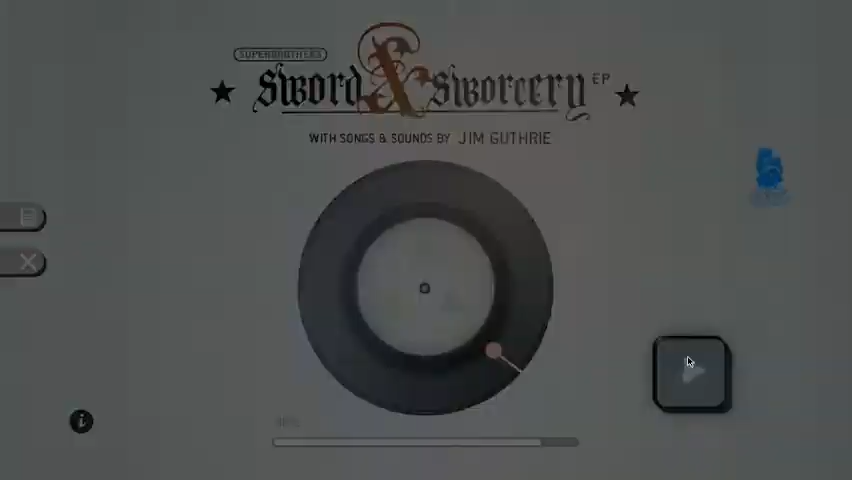 SUPERBROTHERS
Sword & Sworcery EP
WITH SONGS & SOUNDS BY JIM GUTHRIE
i